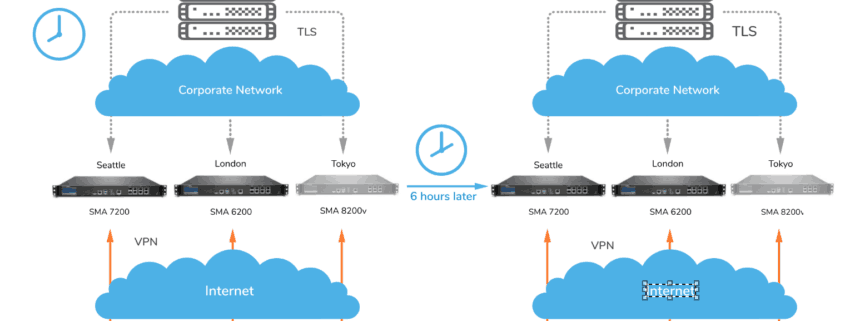 TLS
Corporate Network
Seattle
London
Tokyo
SMA 7200
SMA 6200
SMA 8200v
VPN
Internet
6 hours later
TLS
Corporate Network
Seattle
London
Tokyo
SMA 7200
SMA 6200
SMA 8200v
VPN
Internet